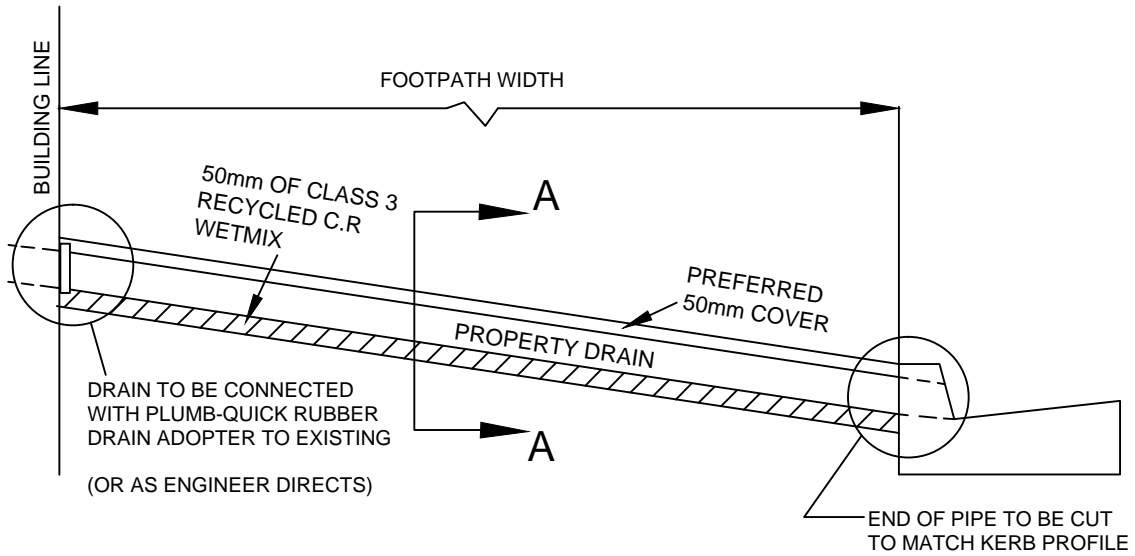 BUILDING LINE
FOOTPATH WIDTH
50mm OF CLASS 3
RECYCLED C.R
WETMIX
A
PREFERRED
50mm COVER
PROPERTY DRAIN
DRAIN TO BE CONNECTED
WITH PLUMB-QUICK RUBBER
DRAIN ADOPTER TO EXISTING
(OR AS ENGINEER DIRECTS)
A
END OF PIPE TO BE CUT
TO MATCH KERB PROFILE